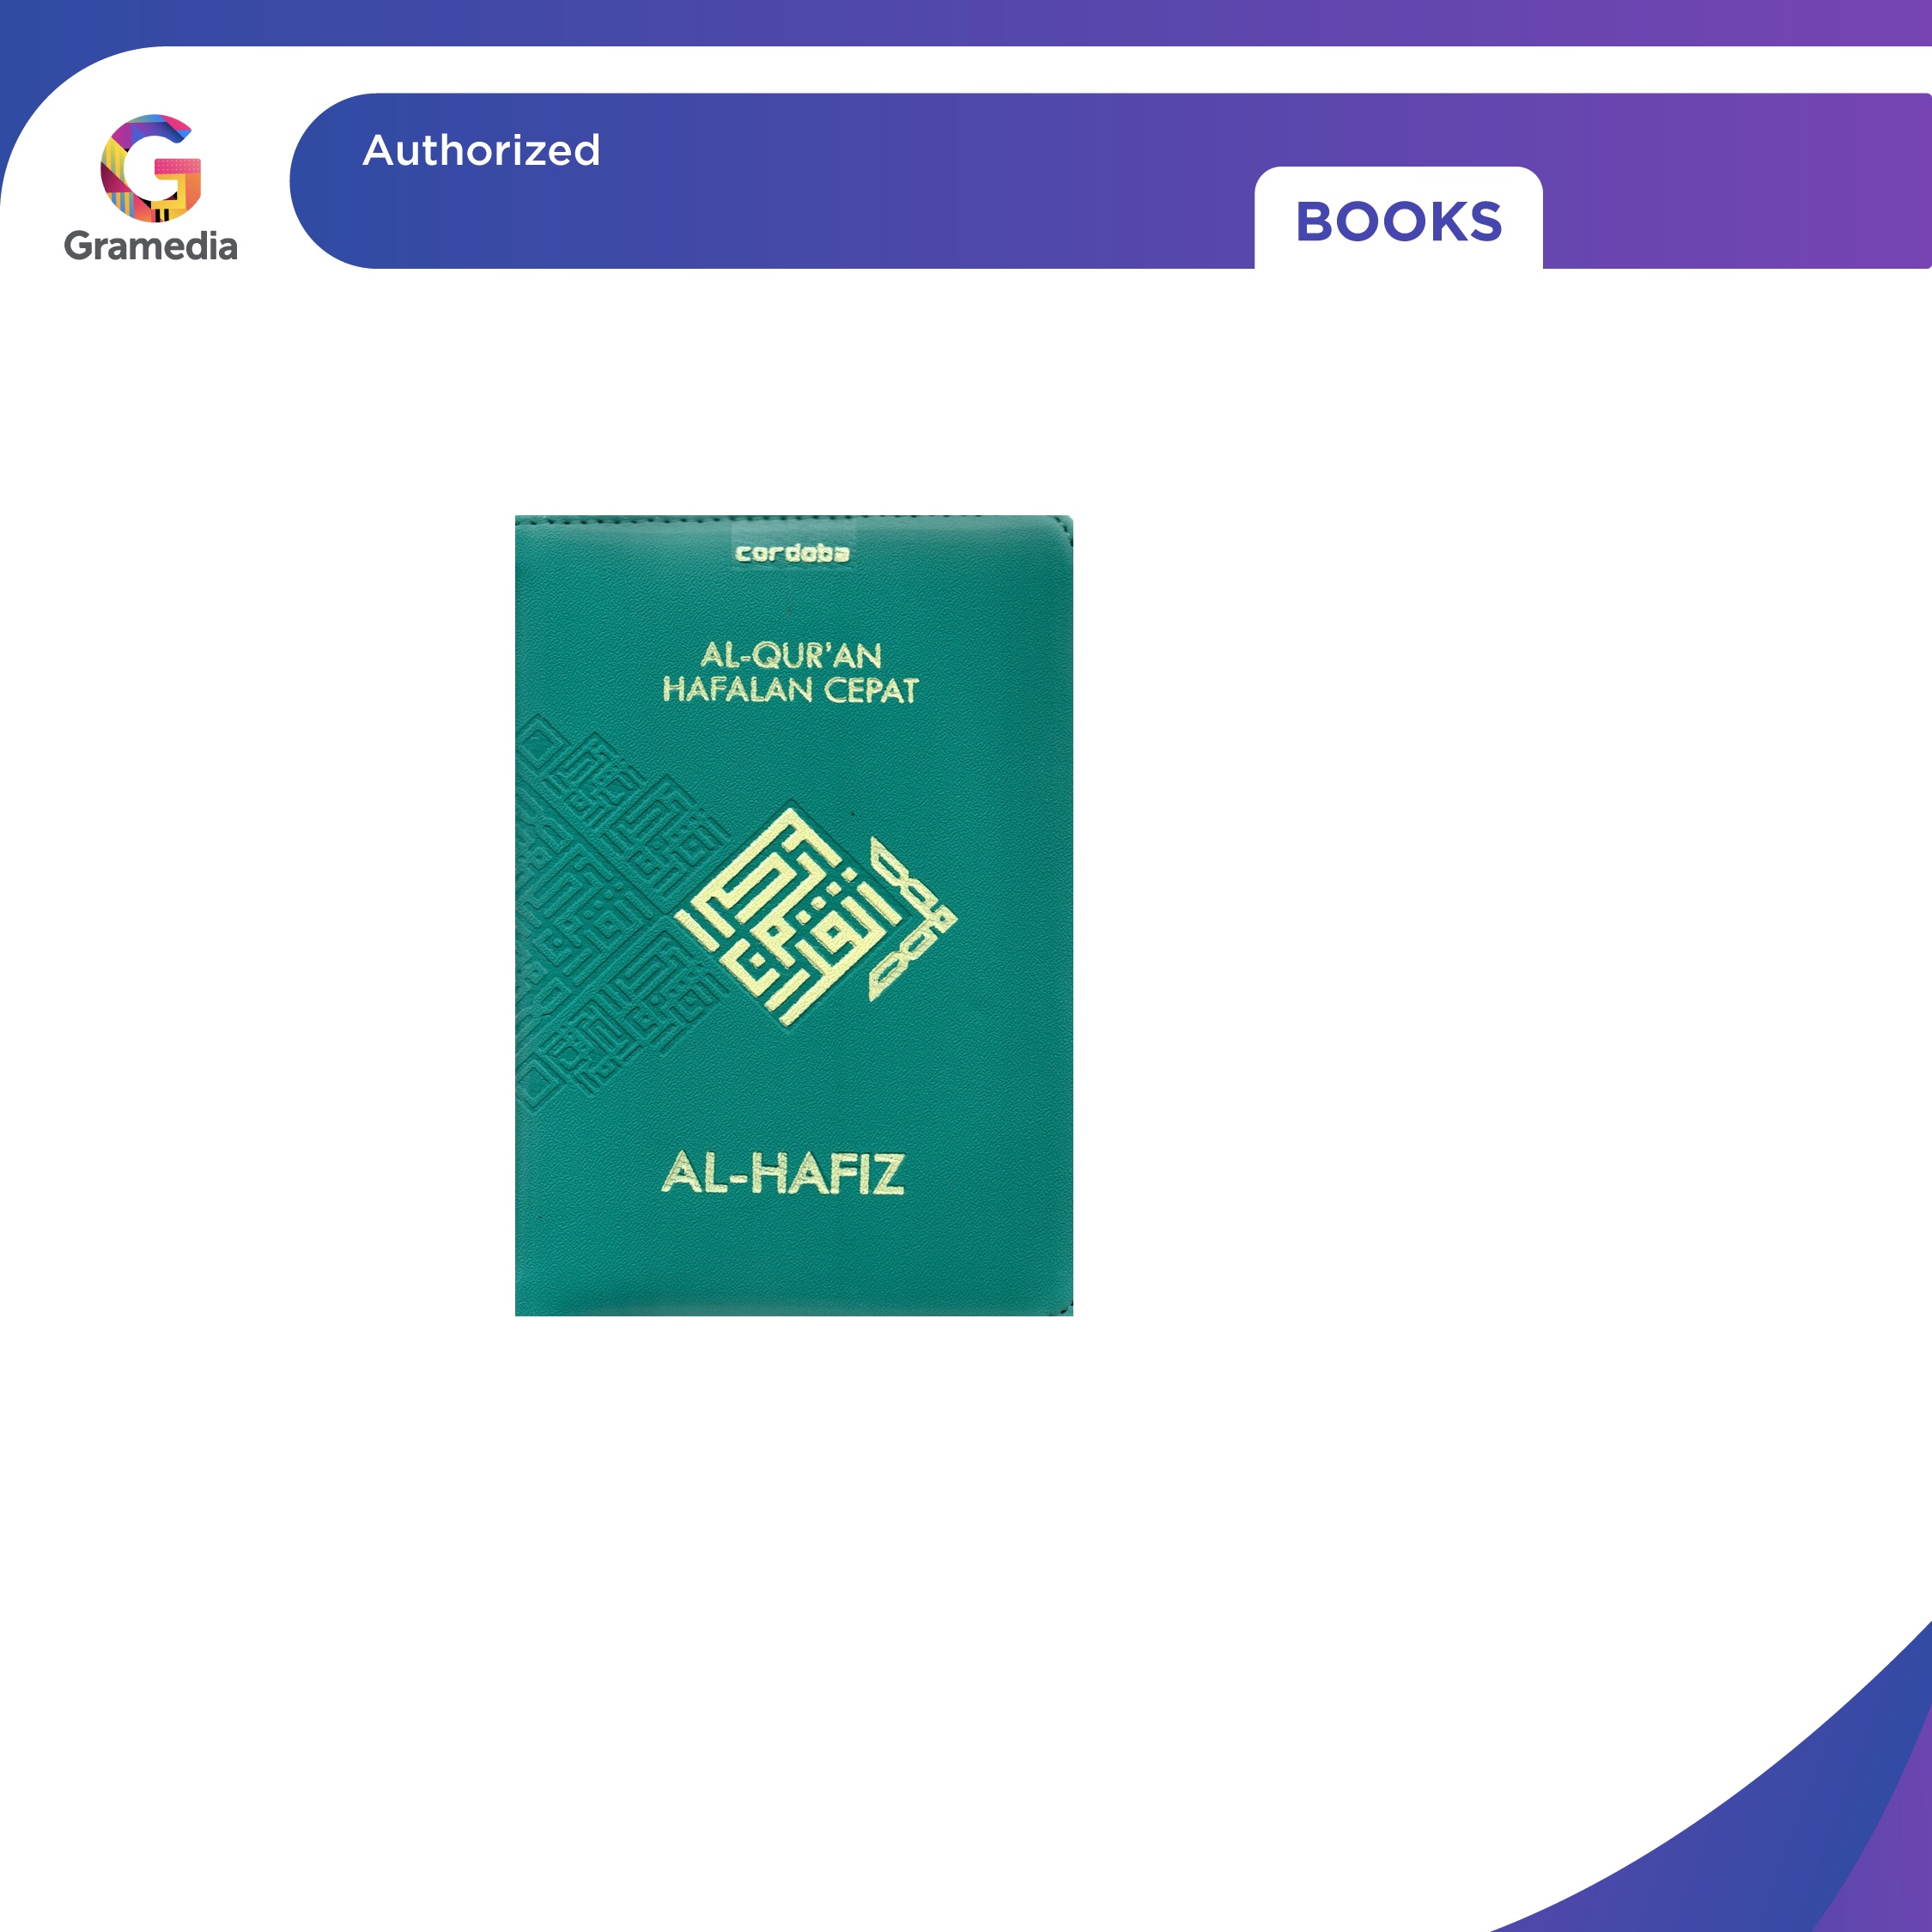 Gramedia
Authorized
BOOKS
cordoba
AL-QUR'AN
HAFALAN CEPAT
AL-HAFIZ